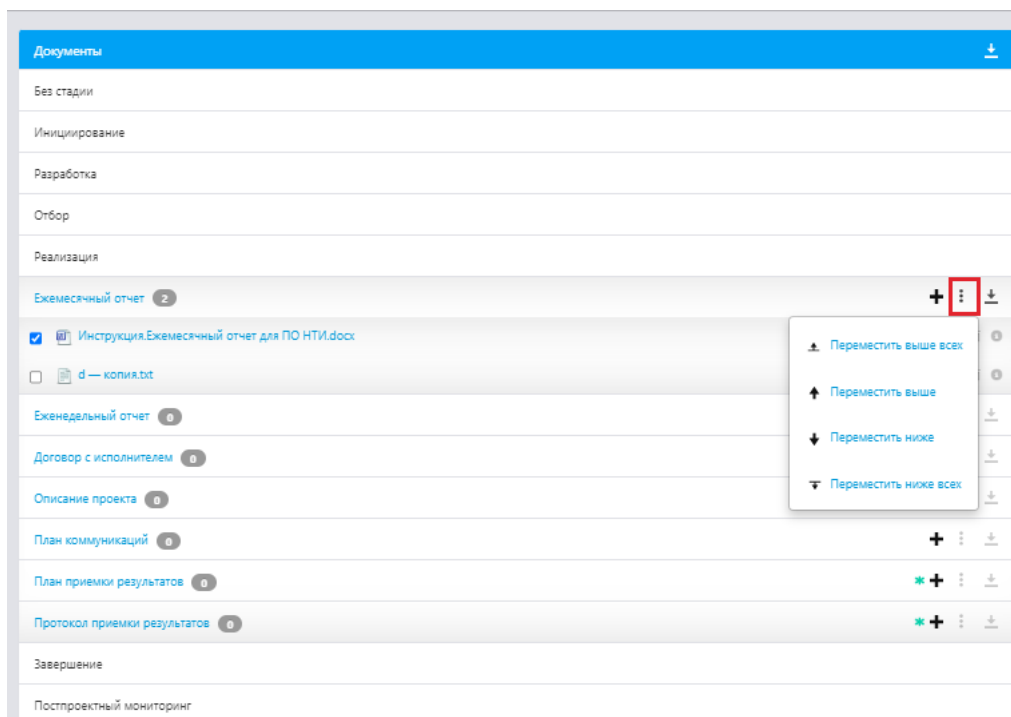 Документы
Без стадии
Инициирование
Разработка
Отбор
Реализация
Ежемесячный отчет 2
Инструкция.Ежемесячный отчет для ПО НТИ.docx
Переместить выше всех
d — копия.txt
Переместить выше
Еженедельный отчет 0
Переместить ниже
Договор с исполнителем 0
Переместить ниже всех
Описание проекта 0
План коммуникаций 0
План приемки результатов 0
Протокол приемки результатов 0
Завершение
Постпроектный мониторинг